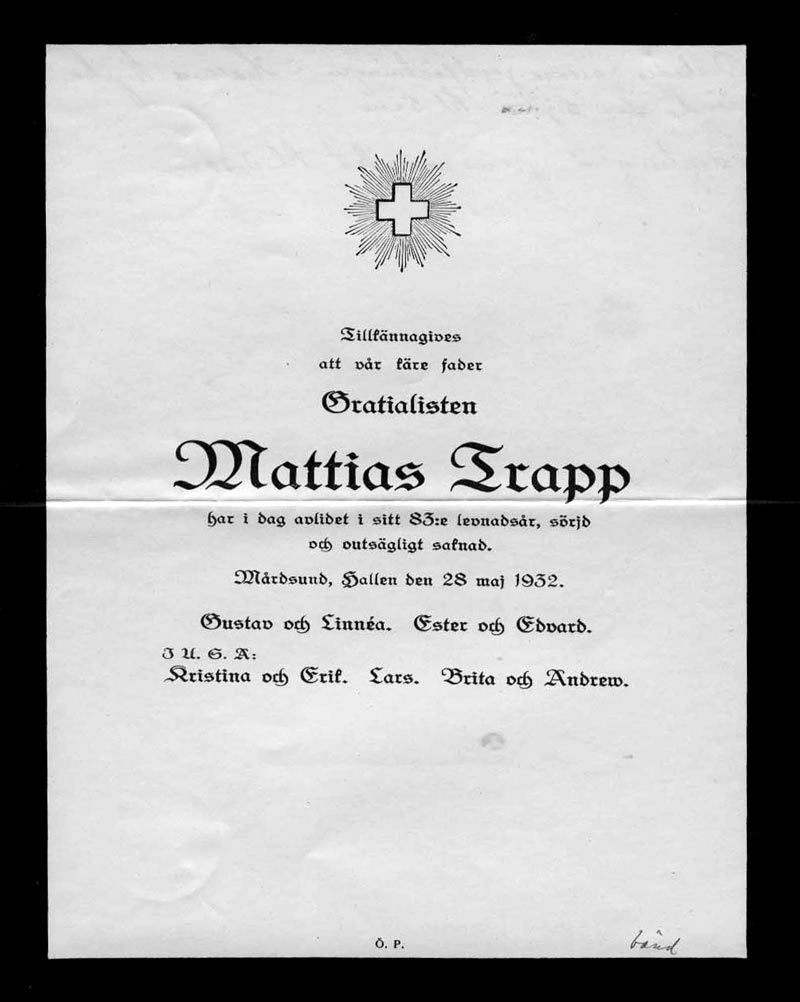 Tillkännagives
att vår käre fader
Gratialisten
Mattias Trapp
har i dag avlidet i sitt 83:e levnadsår, sörjd
och outsägligt saknad.
Mårdsund, Hallen den 28 maj 1932.
Gustav och Linnéa. Ester och Edvard.
I U. S. A:
Kristina och Erik. Lars. Brita och Andrew.
Ö. P.